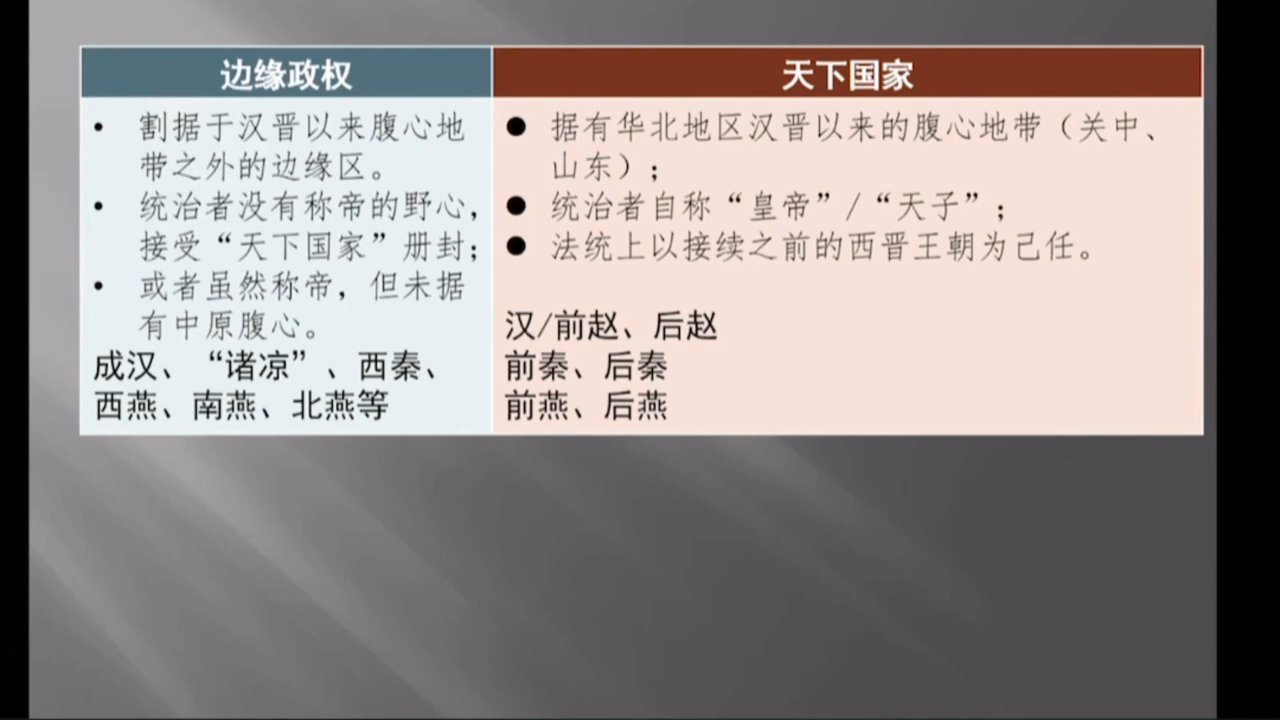 边缘政权
• 割据于汉晋以来腹心地
带之外的边缘区。
• 统治者没有称帝的野心，
接受“天下国家”册封；
• 或者虽然称帝，但未据
有中原腹心。
成汉、“诸凉”、西秦、
西燕、南燕、北燕等
天下国家
● 据有华北地区汉晋以来的腹心地带（关中、
山东）；
● 统治者自称“皇帝”/“天子”；
● 法统上以接续之前的西晋王朝为己任。
汉/前赵、后赵
前秦、后秦
前燕、后燕